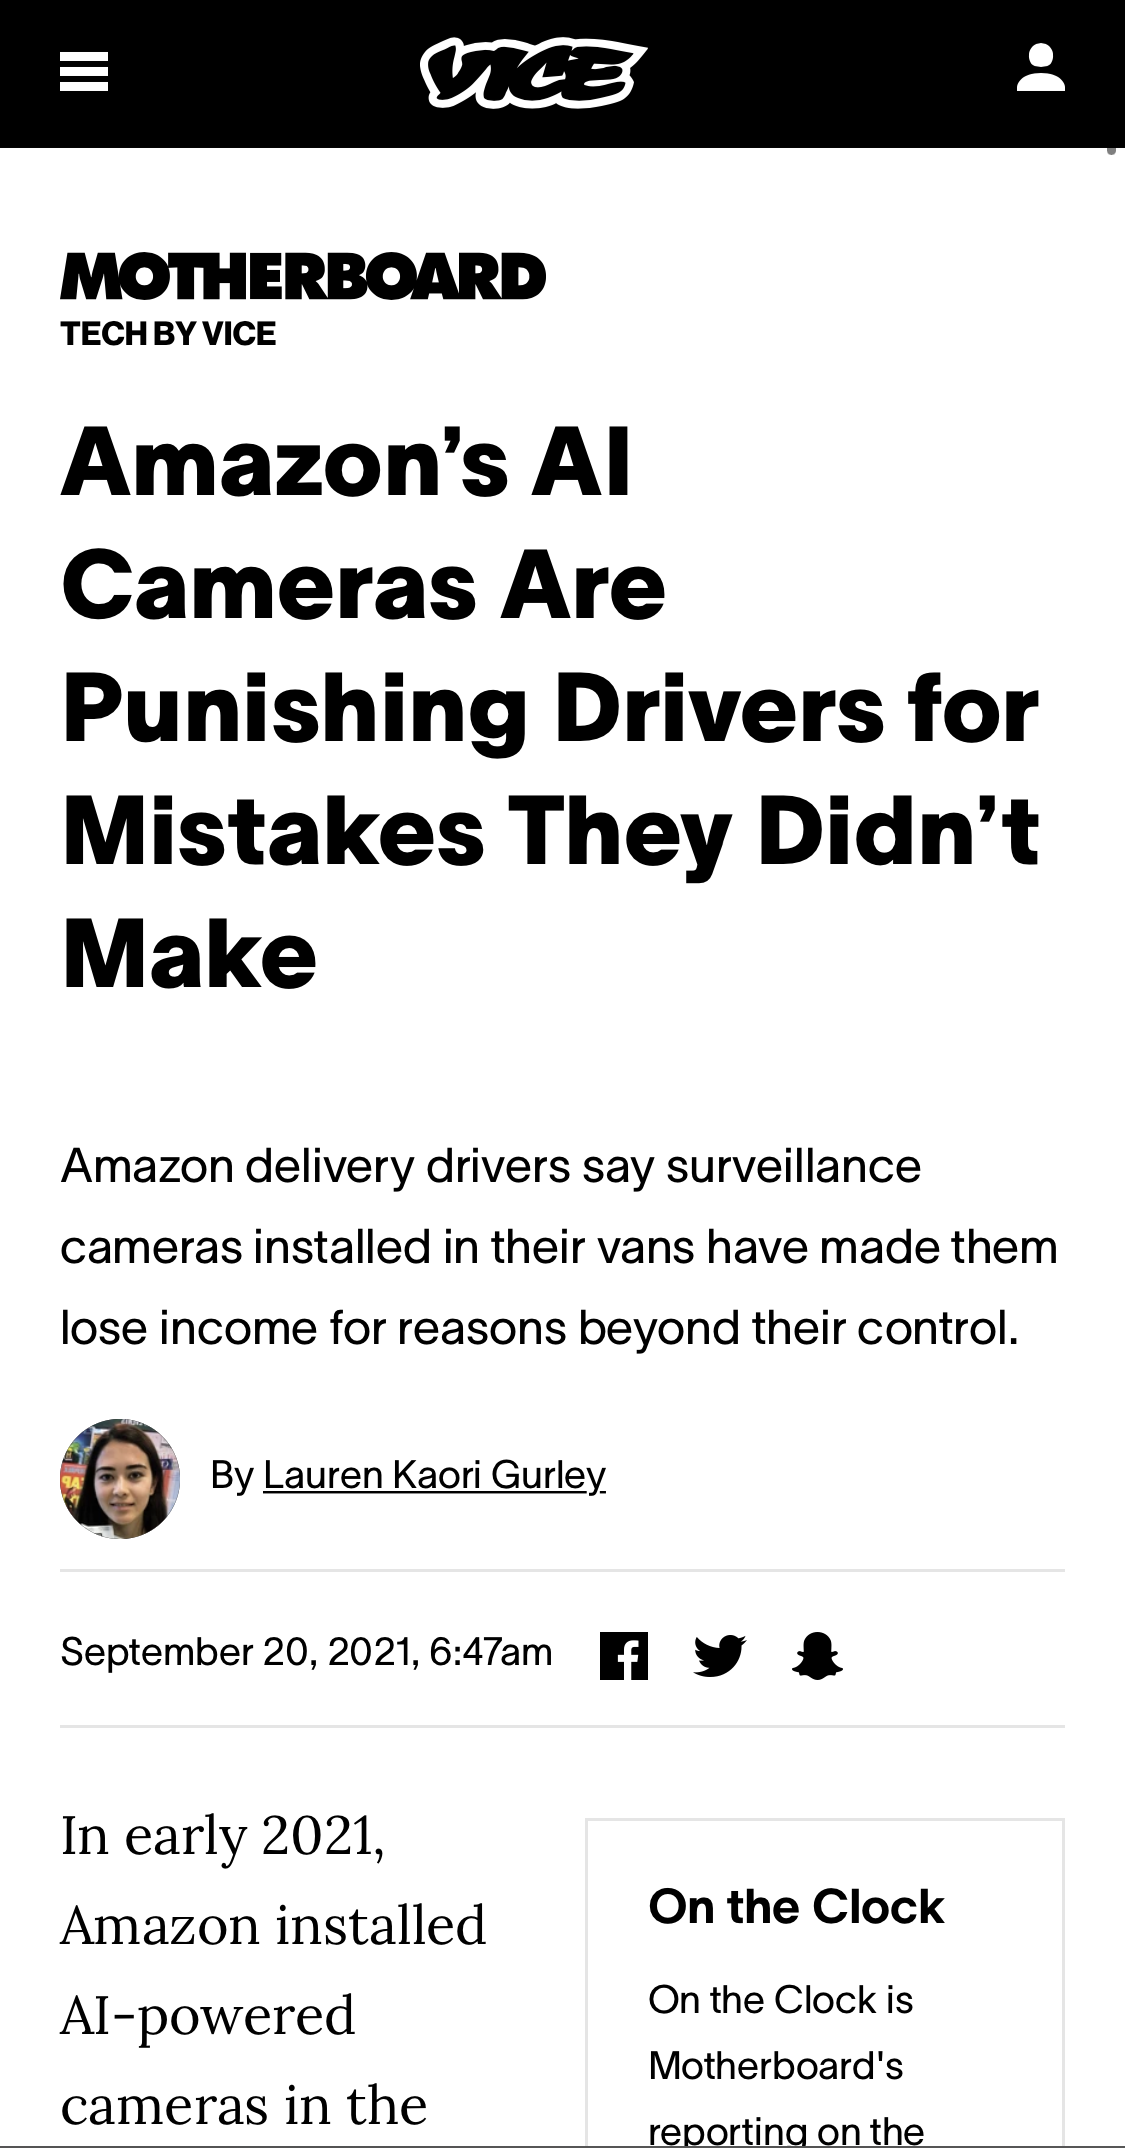 VICE
MOTHERBOARD
TECH BY VICE
Amazon’s AI
Cameras Are
Punishing Drivers for
Mistakes They Didn’t
Make
Amazon delivery drivers say surveillance
cameras installed in their vans have made them
lose income for reasons beyond their control.
By Lauren Kaori Gurley
September 20, 2021, 6:47am
In early 2021,
Amazon installed
AI-powered
cameras in the
On the Clock
On the Clock is
Motherboard's
reporting on the